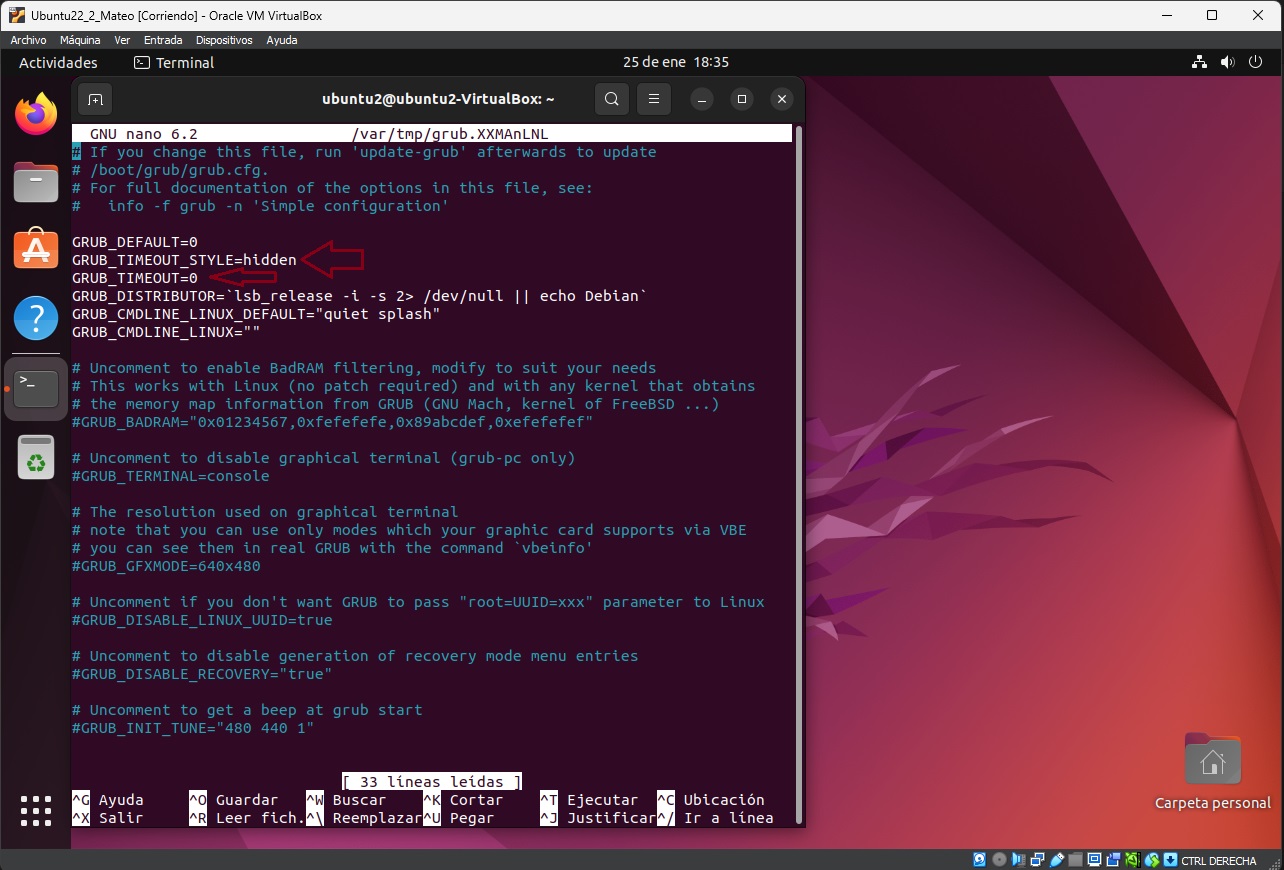 Ubuntu22_2_Mateo [Corriendo] - Oracle VM VirtualBox
Archivo Máquina Ver Entrada Dispositivos Ayuda
Actividades Terminal 25 de ene 18:35
ubuntu2@ubuntu2-VirtualBox: ~
GNU nano 6.2 /var/tmp/grub.XXMAnLNL
# If you change this file, run 'update-grub' afterwards to update
# /boot/grub/grub.cfg.
# For full documentation of the options in this file, see:
#   info -f grub -n 'Simple configuration'
GRUB_DEFAULT=0
GRUB_TIMEOUT_STYLE=hidden
GRUB_TIMEOUT=0
GRUB_DISTRIBUTOR=`lsb_release -i -s 2> /dev/null || echo Debian`
GRUB_CMDLINE_LINUX_DEFAULT="quiet splash"
GRUB_CMDLINE_LINUX=""
# Uncomment to enable BadRAM filtering, modify to suit your needs
# This works with Linux (no patch required) and with any kernel that obtains
# the memory map information from GRUB (GNU Mach, kernel of FreeBSD ...)
#GRUB_BADRAM="0x01234567,0xfefefefe,0x89abcdef,0xefefefef"
# Uncomment to disable graphical terminal (grub-pc only)
#GRUB_TERMINAL=console
# The resolution used on graphical terminal
# note that you can use only modes which your graphic card supports via VBE
# you can see them in real GRUB with the command `vbeinfo'
#GRUB_GFXMODE=640x480
# Uncomment if you don't want GRUB to pass "root=UUID=xxx" parameter to Linux
#GRUB_DISABLE_LINUX_UUID=true
# Uncomment to disable generation of recovery mode menu entries
#GRUB_DISABLE_RECOVERY="true"
# Uncomment to get a beep at grub start
#GRUB_INIT_TUNE="480 440 1"
[ 33 líneas leídas ]
^G Ayuda ^O Guardar ^W Buscar ^K Cortar ^T Ejecutar ^C Ubicación
^X Salir ^R Leer fich. ^\ Reemplazar ^U Pegar ^J Justificar ^/ Ir a línea
Carpeta personal
CTRL DERECHA